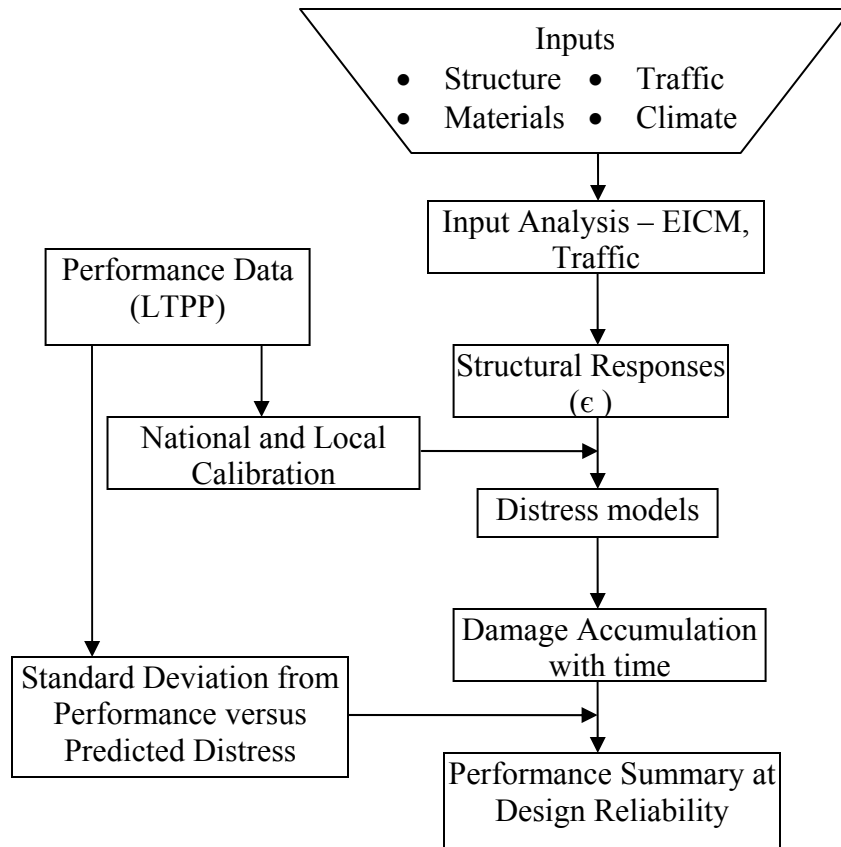 Inputs
• Structure • Traffic
• Materials • Climate
Input Analysis – EICM,
Traffic
Performance Data
(LTPP)
Structural Responses
(ϵ )
National and Local
Calibration
Distress models
Damage Accumulation
with time
Standard Deviation from
Performance versus
Predicted Distress
Performance Summary at
Design Reliability